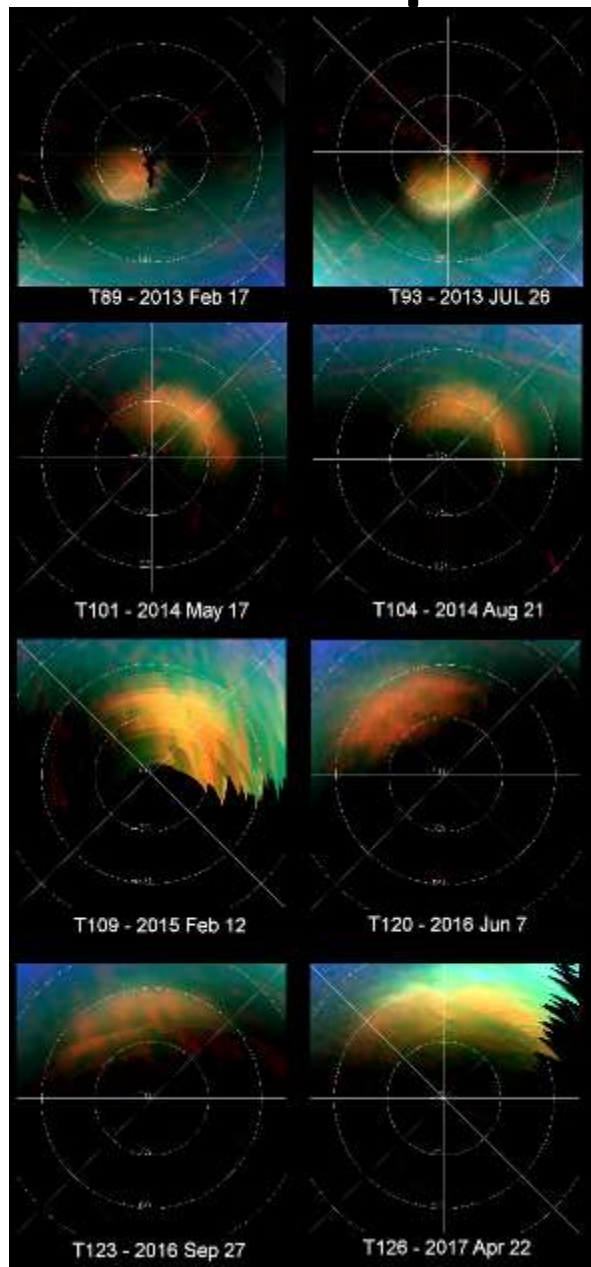 T89 - 2013 Feb 17
T93 - 2013 JUL 26
T101 - 2014 May 17
T104 - 2014 Aug 21
T109 - 2015 Feb 12
T120 - 2016 Jun 7
T123 - 2016 Sep 27
T126 - 2017 Apr 22